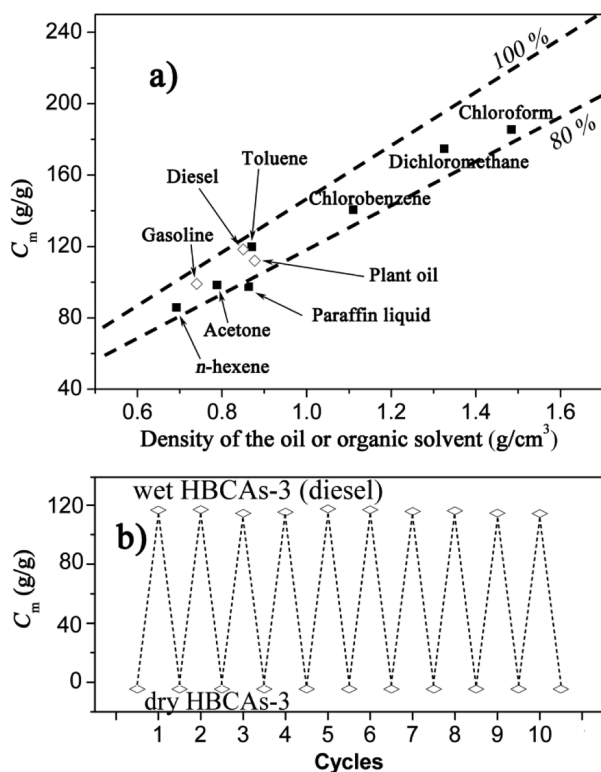 a)
C_m (g/g)
240
200
160
120
80
40
100 %
80 %
Chloroform
Dichloromethane
Chlorobenzene
Toluene
Diesel
Gasoline
Plant oil
Paraffin liquid
Acetone
n-hexene
0.6 0.8 1.0 1.2 1.4 1.6
Density of the oil or organic solvent (g/cm³)
b)
C_m (g/g)
120
80
40
0
wet HBCAs-3 (diesel)
dry HBCAs-3
1 2 3 4 5 6 7 8 9 10
Cycles